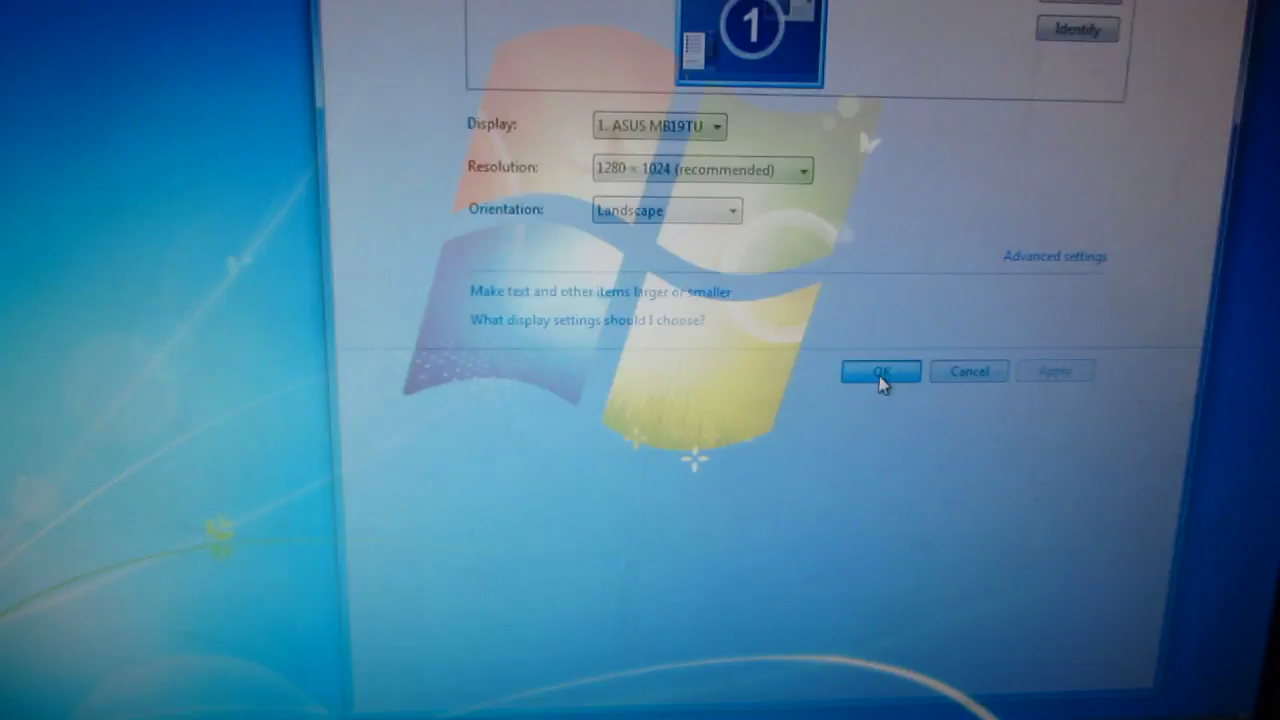 1
Identify
Display: 1. ASUS MB19TU
Resolution: 1280 × 1024 (recommended)
Orientation: Landscape
Advanced settings
Make text and other items larger or smaller
What display settings should I choose?
OK Cancel Apply